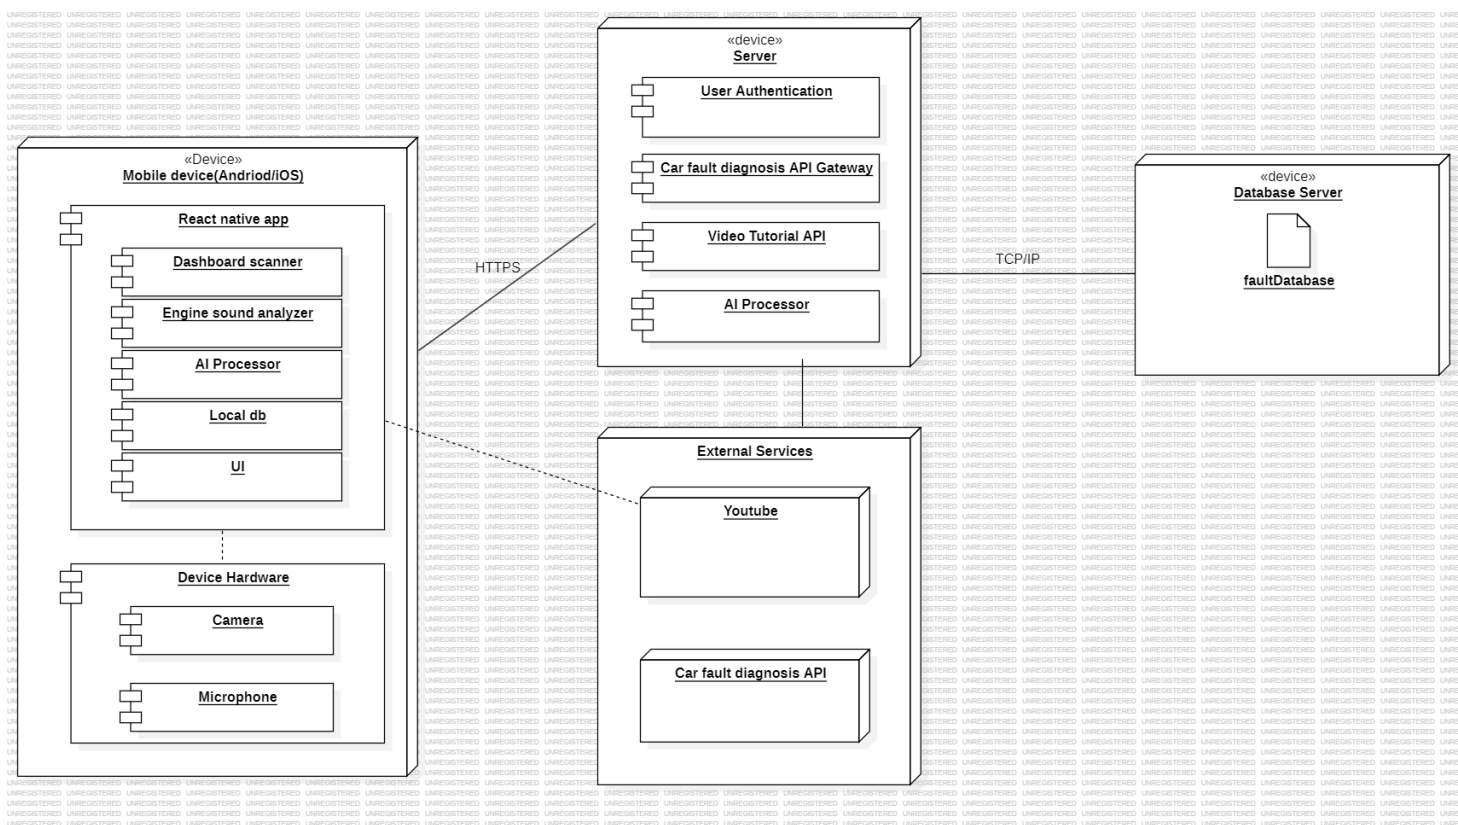 «Device»
Mobile device(Andriod/iOS)
React native app
Dashboard scanner
Engine sound analyzer
AI Processor
Local db
UI
Device Hardware
Camera
Microphone
HTTPS
«device»
Server
User Authentication
Car fault diagnosis API Gateway
Video Tutorial API
AI Processor
External Services
Youtube
Car fault diagnosis API
TCP/IP
«device»
Database Server
faultDatabase
UNREGISTERED